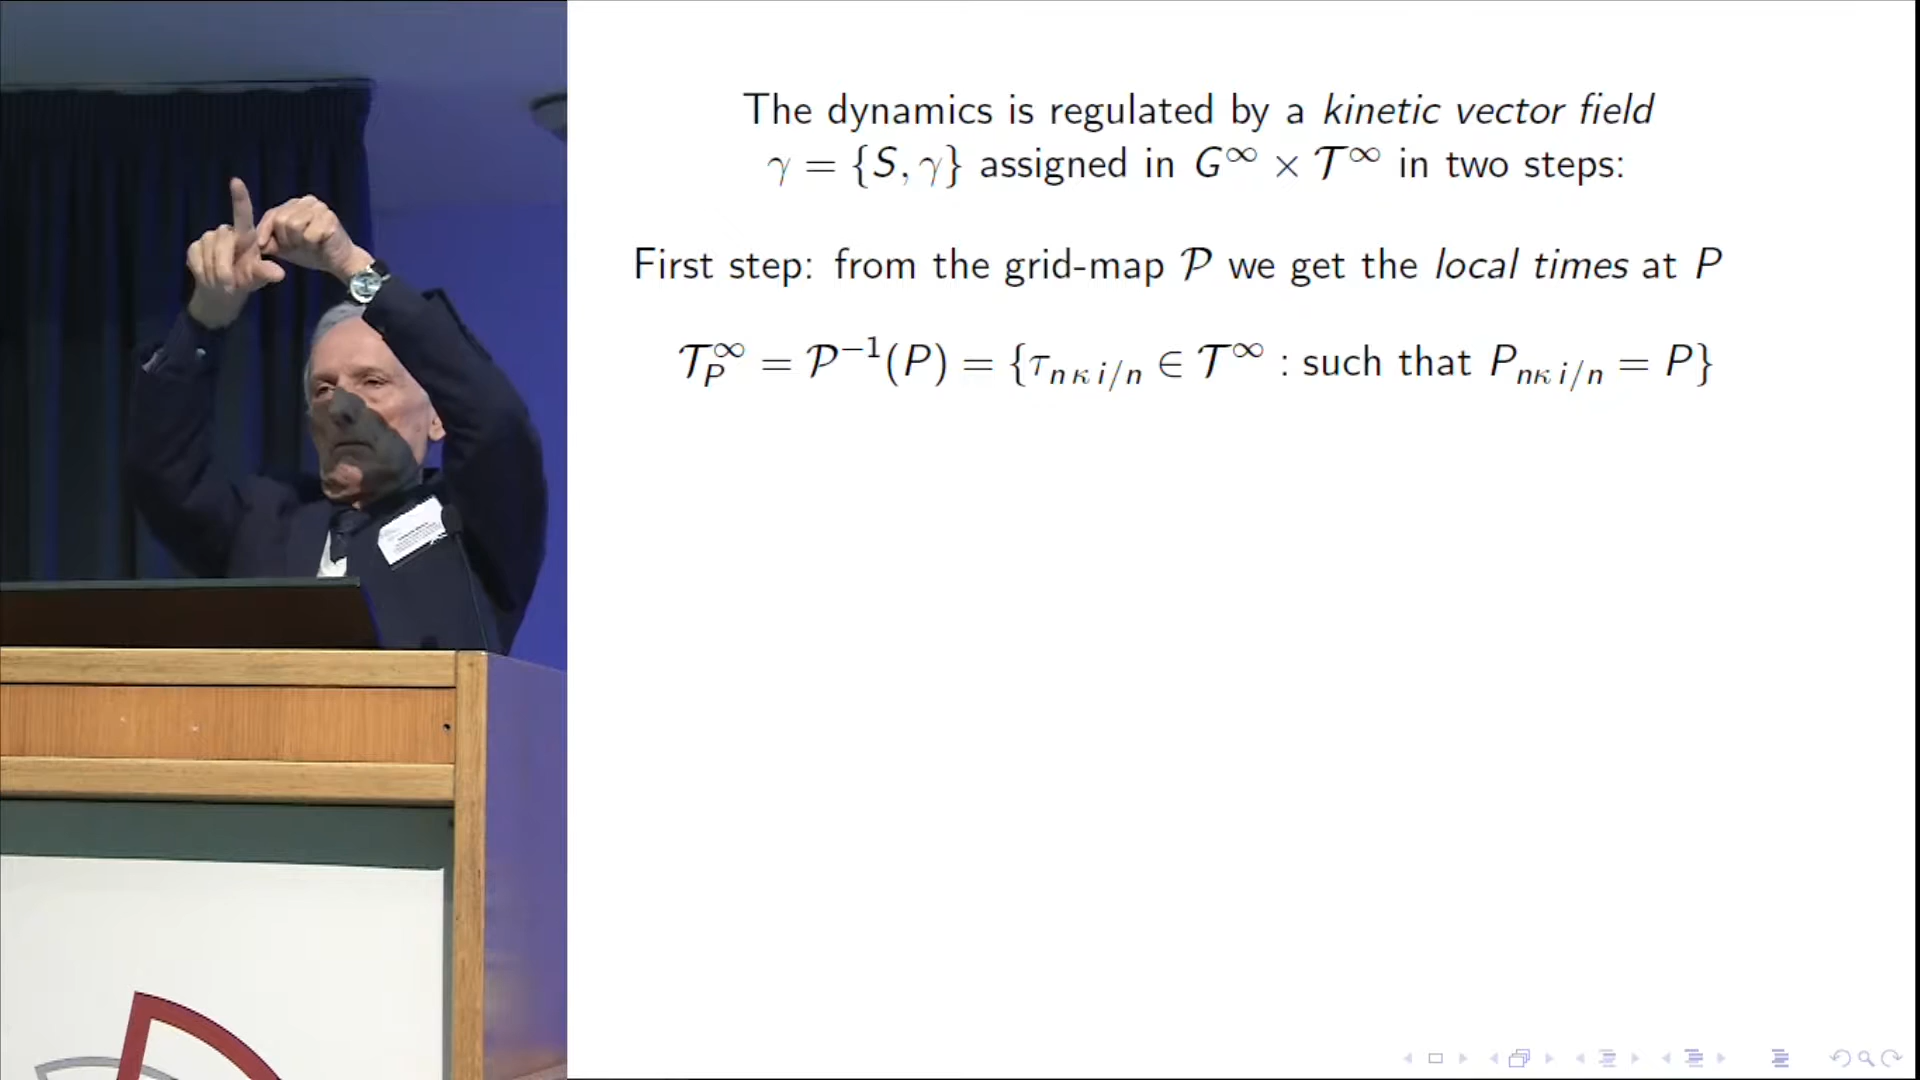 The dynamics is regulated by a kinetic vector field
γ = {S, γ} assigned in G^∞ × 𝒯^∞ in two steps:
First step: from the grid-map 𝒫 we get the local times at P
𝒯_P^∞ = 𝒫^{−1}(P) = {τ_{n κ i/n} ∈ 𝒯^∞ : such that P_{nκ i/n} = P}